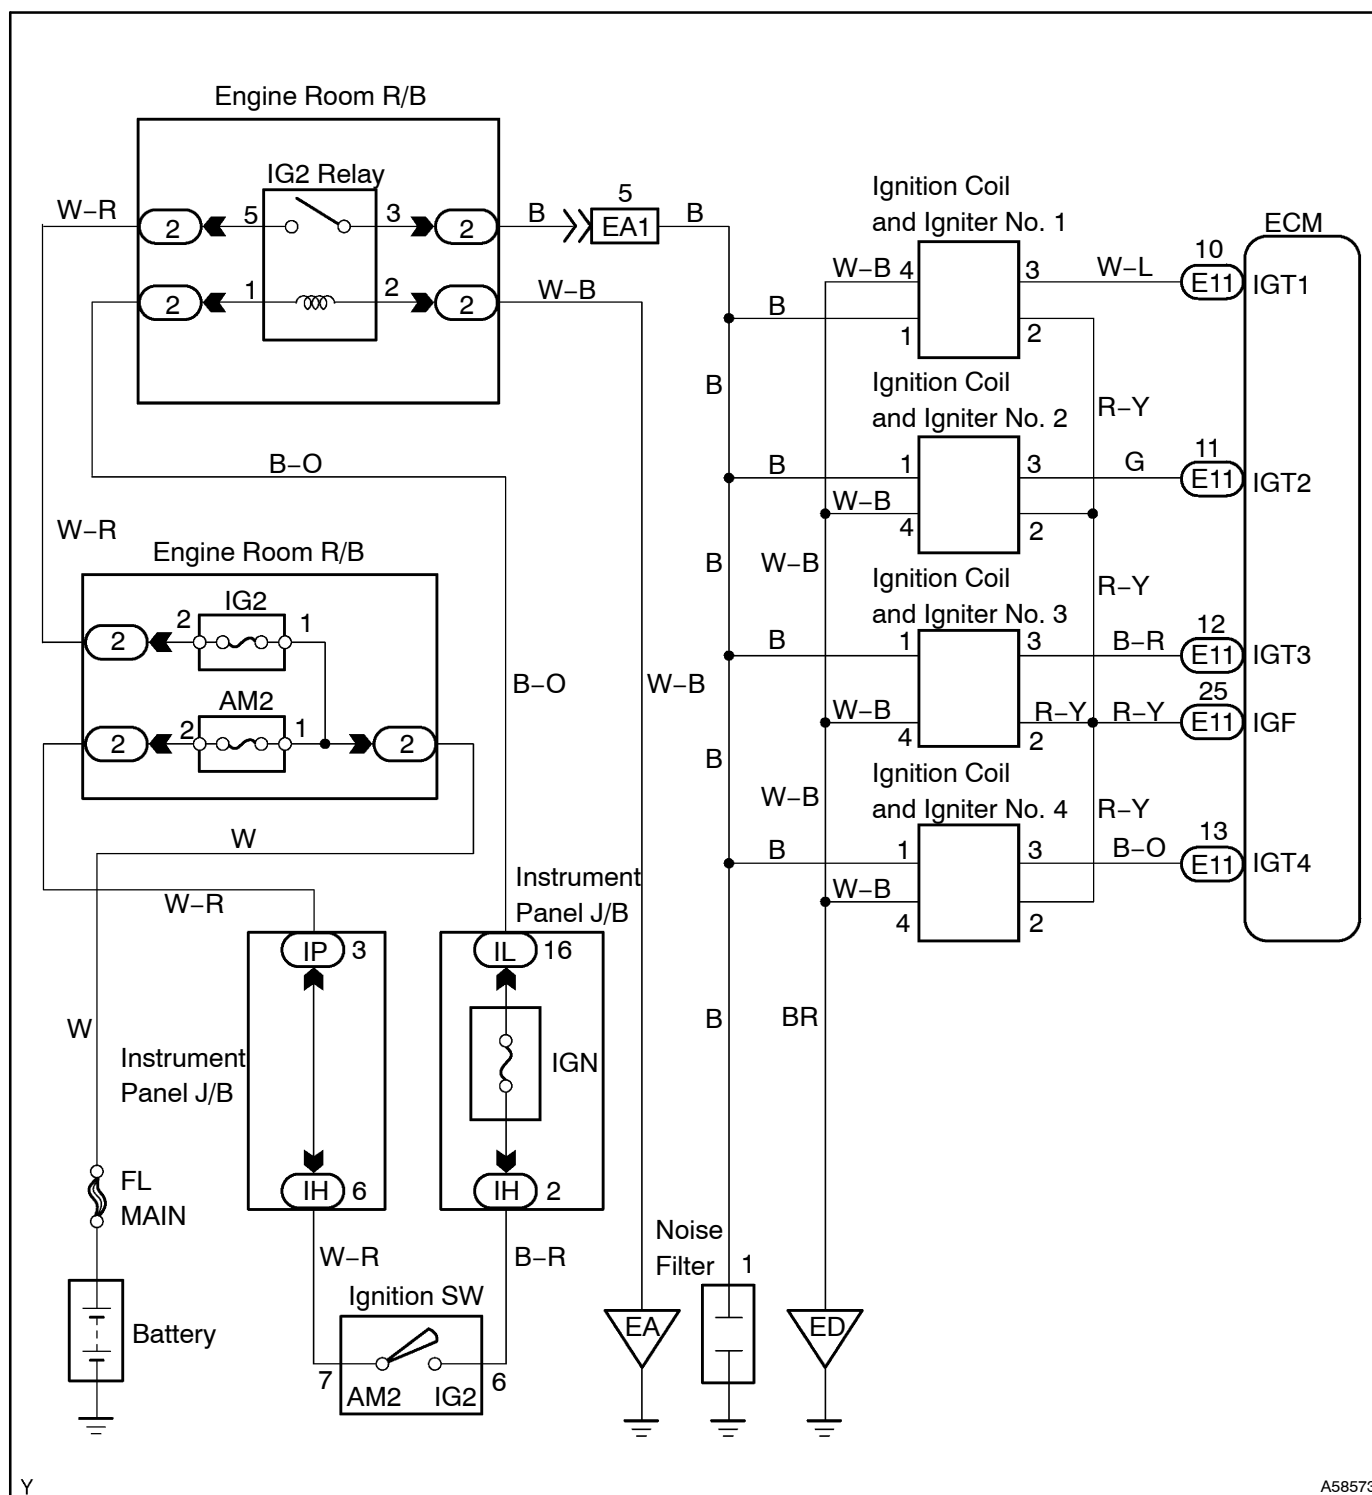 Engine Room R/B
IG2 Relay
W–R
2
5
3
2
B
5
EA1
B
2
1
2
2
W–B
Ignition Coil
and Igniter No. 1
W–B
4
3
W–L
10
E11
IGT1
ECM
B
1
2
B
R–Y
Ignition Coil
and Igniter No. 2
B
1
3
G
11
E11
IGT2
W–B
4
2
B–O
W–R
Engine Room R/B
IG2
2
2
1
AM2
2
2
1
2
B–O
W–B
B
W–B
R–Y
Ignition Coil
and Igniter No. 3
B
1
3
B–R
12
E11
IGT3
W–B
4
2
R–Y
R–Y
25
E11
IGF
B
W–B
R–Y
Ignition Coil
and Igniter No. 4
B
1
3
B–O
13
E11
IGT4
W–B
4
2
W
W–R
Instrument
Panel J/B
IP
3
IL
16
W
Instrument
Panel J/B
IGN
B
BR
FL
MAIN
IH
6
IH
2
W–R
B–R
Noise
Filter
1
Ignition SW
Battery
7
AM2
IG2
6
EA
ED
Y
A58573